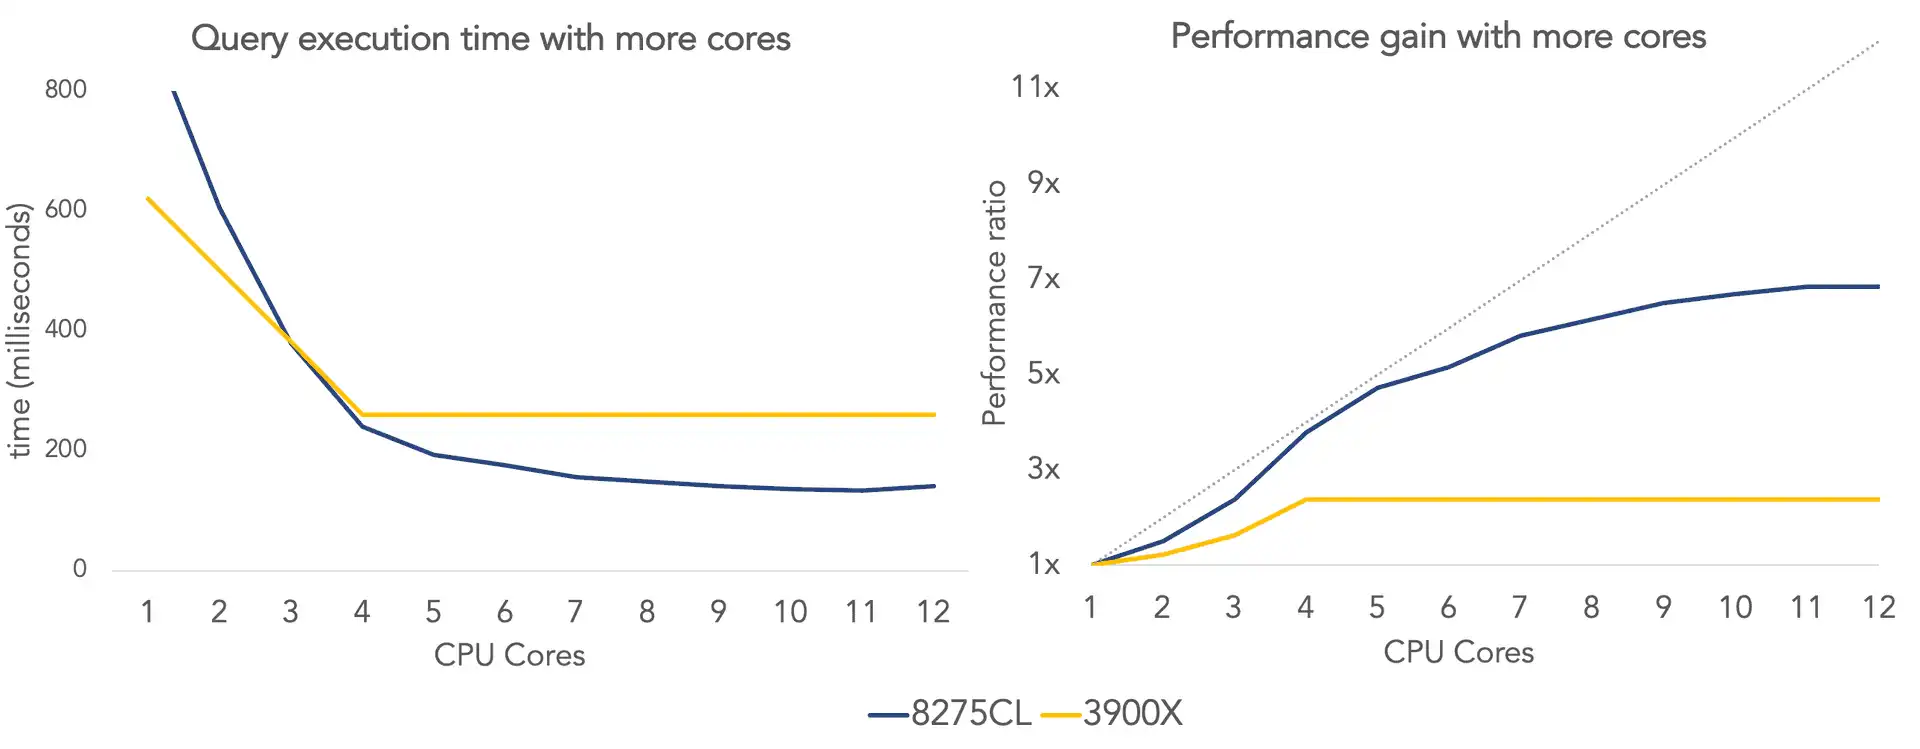 Query execution time with more cores
800
600
400
200
0
time (milliseconds)
1 2 3 4 5 6 7 8 9 10 11 12
CPU Cores
Performance gain with more cores
11x
9x
7x
5x
3x
1x
Performance ratio
1 2 3 4 5 6 7 8 9 10 11 12
CPU Cores
8275CL 3900X